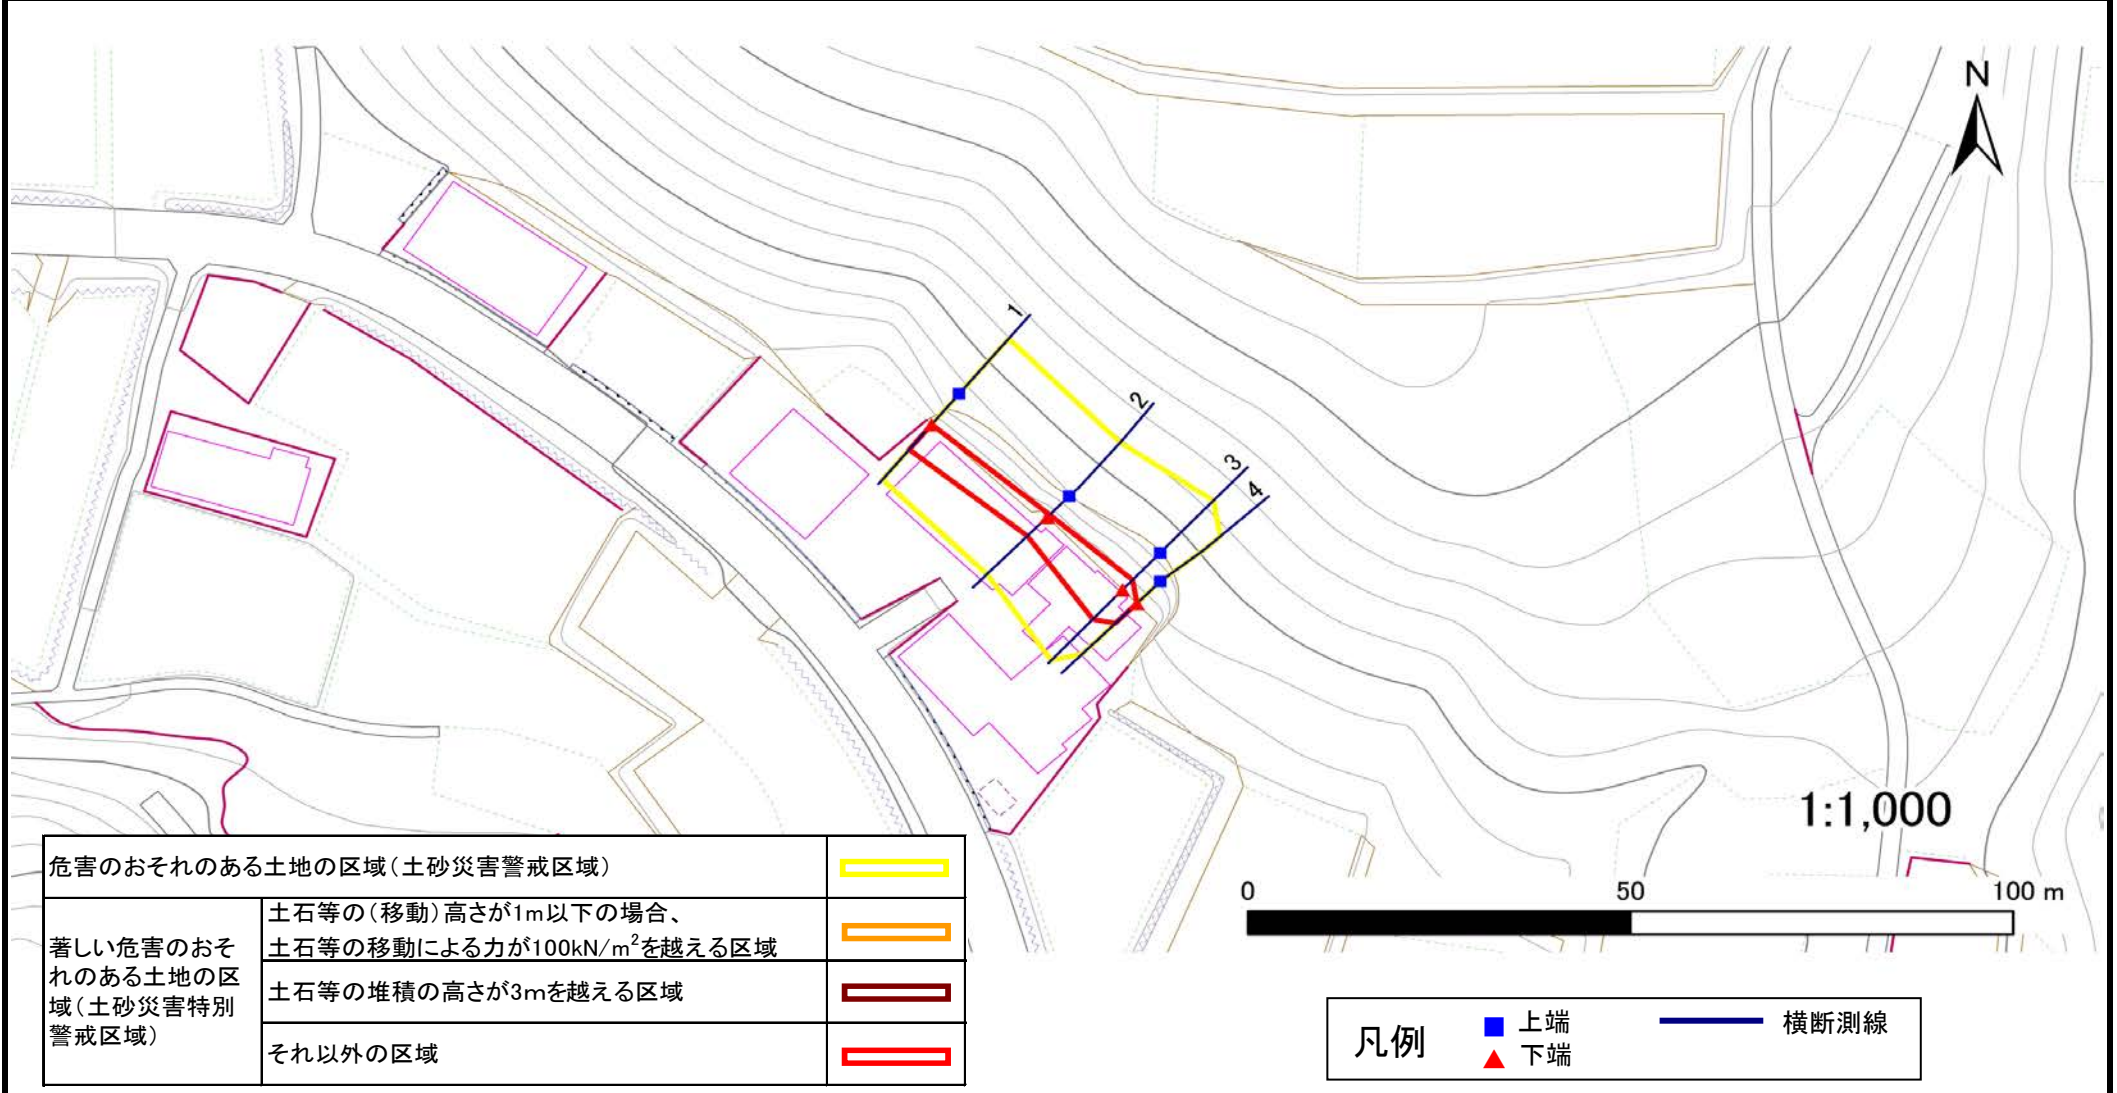 N
1
2
3
4
1:1,000
0 50 100 m
危害のおそれのある土地の区域(土砂災害警戒区域)
著しい危害のおそ
れのある土地の区
域(土砂災害特別
警戒区域)
土石等の(移動)高さが1m以下の場合、
土石等の移動による力が100kN/m²を越える区域
土石等の堆積の高さが3mを越える区域
それ以外の区域
凡例
上端
下端
横断測線